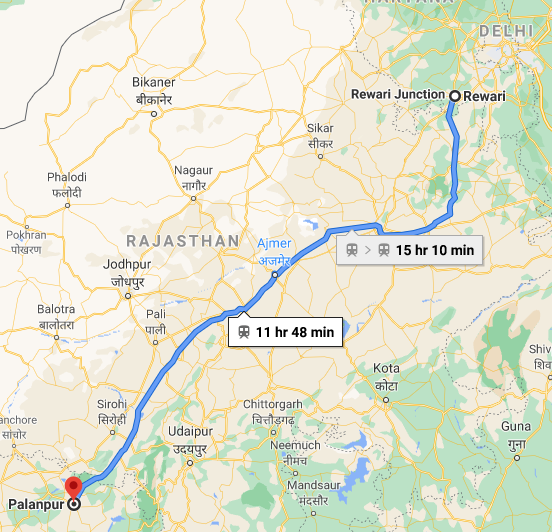 HARYANA
DELHI
Bikaner
बीकानेर
Rewari Junction
Rewari
Sikar
सीकर
Nagaur
नागौर
Phalodi
फलोदी
Pokhran
पोखरण
RAJASTHAN
Ajmer
अजमेर
15 hr 10 min
Jodhpur
जोधपुर
Balotra
बालोतरा
Pali
पाली
11 hr 48 min
Kota
कोटा
Shiv
शिव
Sirohi
सिरोही
Chittorgarh
चित्तौड़गढ़
anchore
सांचोर
Udaipur
उदयपुर
Guna
गुना
Neemuch
नीमच
Mandsaur
मंदसौर
Palanpur